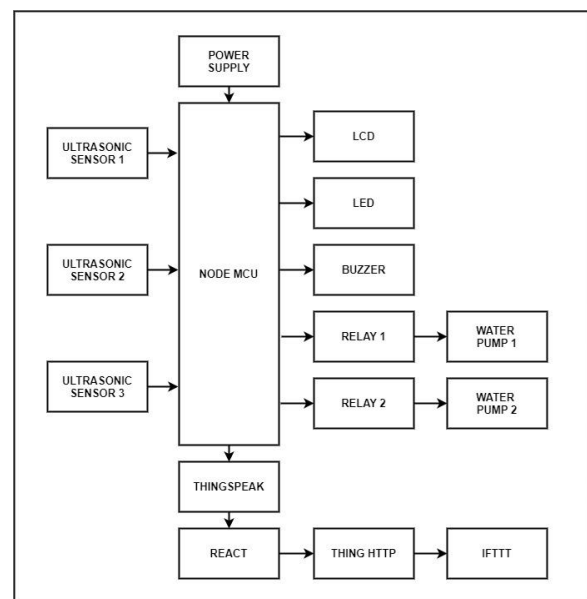 POWER
SUPPLY
ULTRASONIC
SENSOR 1
LCD
LED
ULTRASONIC
SENSOR 2
NODE MCU
BUZZER
RELAY 1
WATER
PUMP 1
ULTRASONIC
SENSOR 3
RELAY 2
WATER
PUMP 2
THINGSPEAK
REACT
THING HTTP
IFTTT